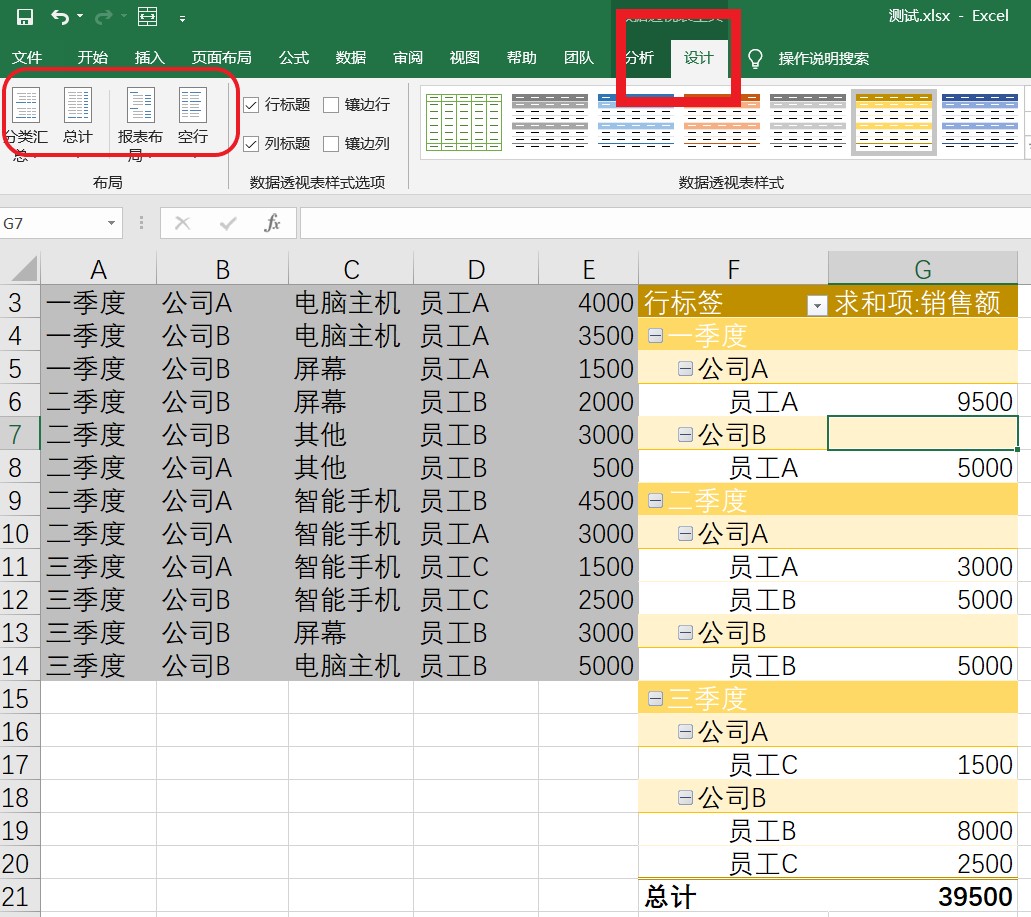 测试.xlsx - Excel
文件 开始 插入 页面布局 公式 数据 审阅 视图 帮助 团队 分析 设计 操作说明搜索
分类汇总 总计 报表布局 空行
行标题 镶边行
列标题 镶边列
布局 数据透视表样式选项 数据透视表样式
G7 fx
A B C D E F G
3 一季度 公司A 电脑主机 员工A 4000 行标签 求和项:销售额
4 一季度 公司B 电脑主机 员工A 3500 一季度
5 一季度 公司B 屏幕 员工A 1500 公司A
6 二季度 公司B 屏幕 员工B 2000 员工A 9500
7 二季度 公司B 其他 员工B 3000 公司B
8 二季度 公司A 其他 员工B 500 员工A 5000
9 二季度 公司A 智能手机 员工B 4500 二季度
10 二季度 公司A 智能手机 员工A 3000 公司A
11 三季度 公司A 智能手机 员工C 1500 员工A 3000
12 三季度 公司B 智能手机 员工C 2500 员工B 5000
13 三季度 公司B 屏幕 员工B 3000 公司B
14 三季度 公司B 电脑主机 员工B 5000 员工B 5000
15 三季度
16 公司A
17 员工C 1500
18 公司B
19 员工B 8000
20 员工C 2500
21 总计 39500